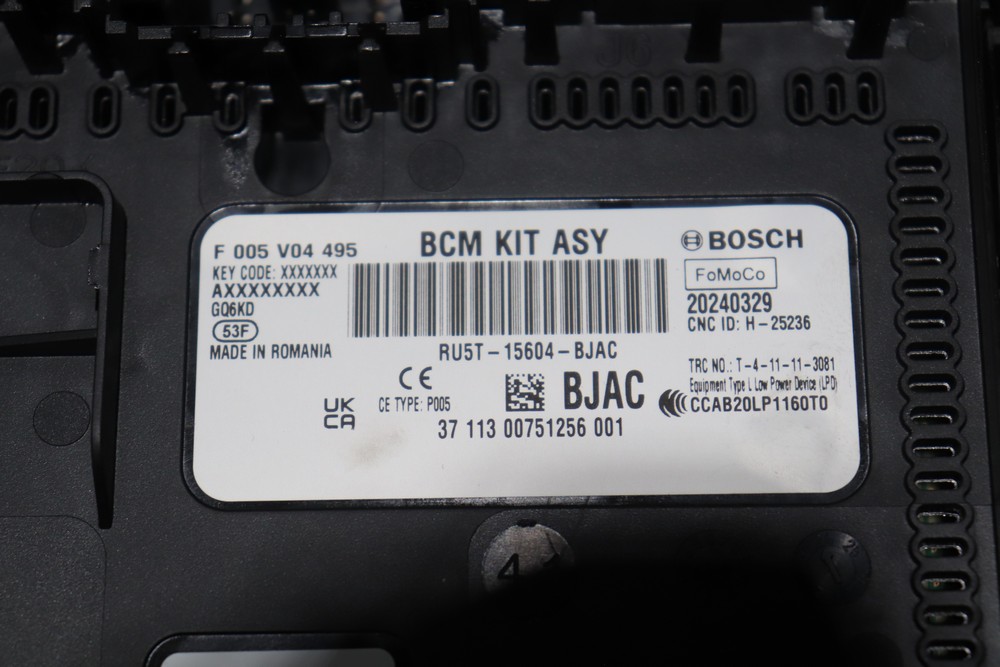 F 005 V04 495
BCM KIT ASY
BOSCH
KEY CODE: XXXXXXX
AXXXXXXXX
GQ6KD
53F
MADE IN ROMANIA
FoMoCo
20240329
CNC ID: H-25236
RU5T-15604-BJAC
TRC NO.: T-4-11-11-3081
Equipment Type L Low Power Device (LPD)
CCAB20LP1160T0
CE
UK
CA
CE TYPE: P005
BJAC
37 113 00751256 001
4